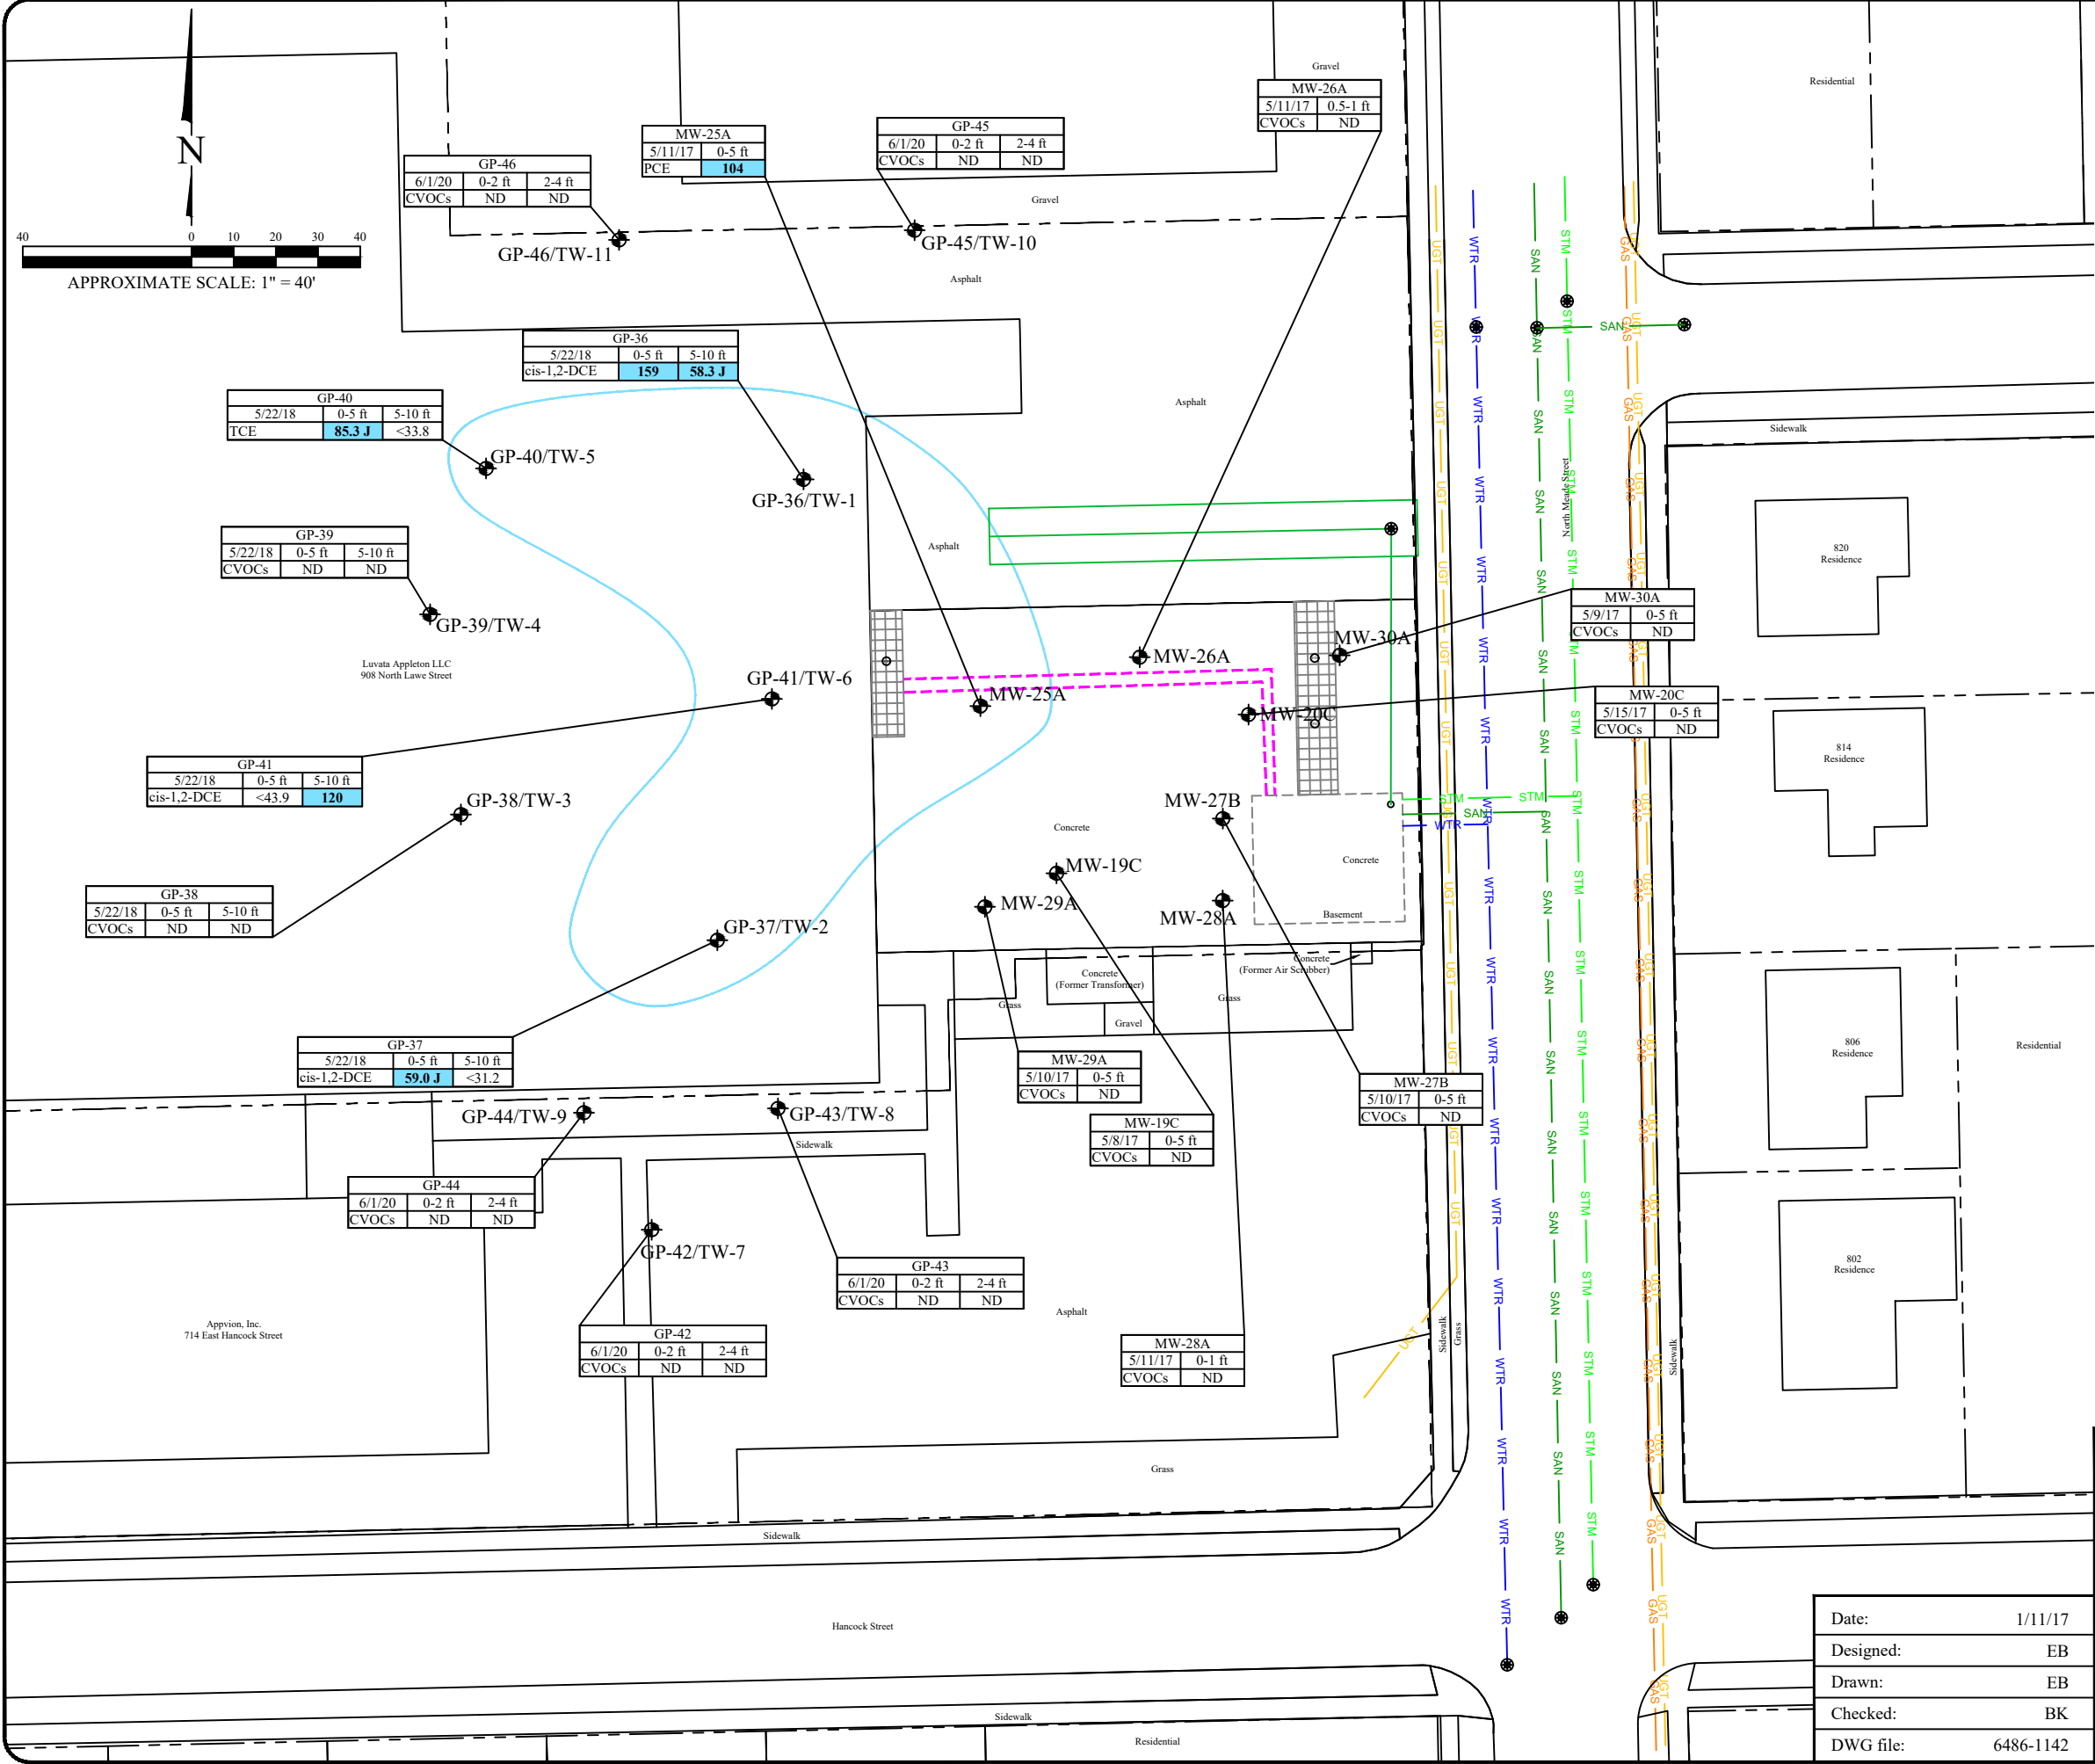 N
40 0 10 20 30 40
APPROXIMATE SCALE: 1" = 40'
GP-46
6/1/20 0-2 ft 2-4 ft
CVOCs ND ND
GP-46/TW-11
MW-25A
5/11/17 0-5 ft
PCE 104
GP-45
6/1/20 0-2 ft 2-4 ft
CVOCs ND ND
GP-45/TW-10
Gravel
MW-26A
5/11/17 0.5-1 ft
CVOCs ND
Gravel
Asphalt
Residential
GP-36
5/22/18 0-5 ft 5-10 ft
cis-1,2-DCE 159 58.3 J
GP-36/TW-1
GP-40
5/22/18 0-5 ft 5-10 ft
TCE 85.3 J <33.8
GP-40/TW-5
Asphalt
Sidewalk
North Meade Street
GP-39
5/22/18 0-5 ft 5-10 ft
CVOCs ND ND
GP-39/TW-4
Asphalt
820
Residence
MW-30A
5/9/17 0-5 ft
CVOCs ND
MW-30A
MW-26A
Luvata Appleton LLC
908 North Lawe Street
GP-41/TW-6
MW-25A
MW-20C
MW-20C
5/15/17 0-5 ft
CVOCs ND
814
Residence
GP-41
5/22/18 0-5 ft 5-10 ft
cis-1,2-DCE <43.9 120
GP-38/TW-3
MW-27B
STM STM
SAN
WTR
Concrete
Concrete
Basement
MW-19C
MW-29A
MW-28A
GP-38
5/22/18 0-5 ft 5-10 ft
CVOCs ND ND
GP-37/TW-2
Concrete
(Former Transformer)
Concrete
(Former Air Scrubber)
Grass
Grass
Gravel
GP-37
5/22/18 0-5 ft 5-10 ft
cis-1,2-DCE 59.0 J <31.2
MW-29A
5/10/17 0-5 ft
CVOCs ND
MW-27B
5/10/17 0-5 ft
CVOCs ND
806
Residence
Residential
GP-44/TW-9
GP-43/TW-8
Sidewalk
MW-19C
5/8/17 0-5 ft
CVOCs ND
GP-44
6/1/20 0-2 ft 2-4 ft
CVOCs ND ND
GP-42/TW-7
GP-43
6/1/20 0-2 ft 2-4 ft
CVOCs ND ND
802
Residence
Asphalt
Appvion, Inc.
714 East Hancock Street
GP-42
6/1/20 0-2 ft 2-4 ft
CVOCs ND ND
MW-28A
5/11/17 0-1 ft
CVOCs ND
UGT
Sidewalk
Grass
Sidewalk
Grass
Sidewalk
Hancock Street
Sidewalk
Residential
UGT
WTR
SAN
STM
GAS
UGT
SAN
Date: 1/11/17
Designed: EB
Drawn: EB
Checked: BK
DWG file: 6486-1142